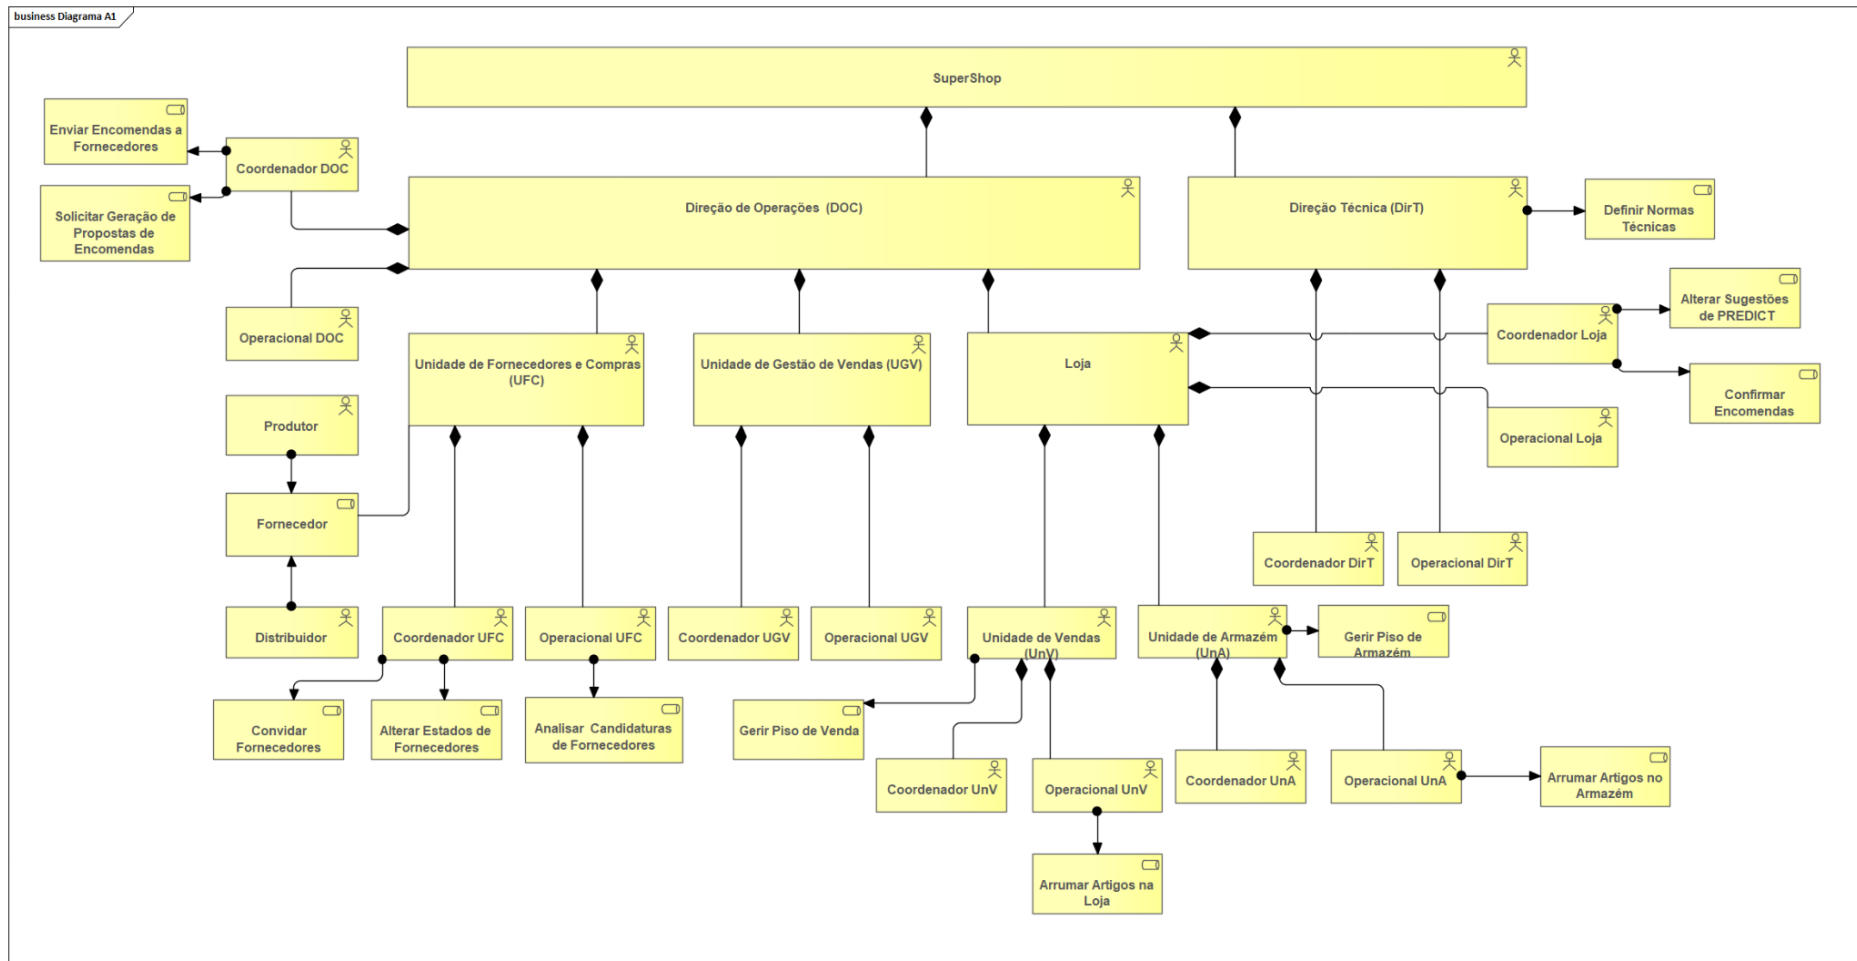 business Diagrama A1
SuperShop
Enviar Encomendas a
Fornecedores
Coordenador DOC
Solicitar Geração de
Propostas de
Encomendas
Direção de Operações (DOC)
Direção Técnica (DirT)
Definir Normas
Técnicas
Operacional DOC
Unidade de Fornecedores e Compras
(UFC)
Unidade de Gestão de Vendas (UGV)
Loja
Coordenador Loja
Alterar Sugestões
de PREDICT
Confirmar
Encomendas
Operacional Loja
Produtor
Fornecedor
Distribuidor
Coordenador DirT
Operacional DirT
Coordenador UFC
Operacional UFC
Coordenador UGV
Operacional UGV
Unidade de Vendas
(UnV)
Unidade de Armazém
(UnA)
Gerir Piso de
Armazém
Convidar
Fornecedores
Alterar Estados de
Fornecedores
Analisar Candidaturas
de Fornecedores
Gerir Piso de Venda
Coordenador UnV
Operacional UnV
Coordenador UnA
Operacional UnA
Arrumar Artigos no
Armazém
Arrumar Artigos na
Loja